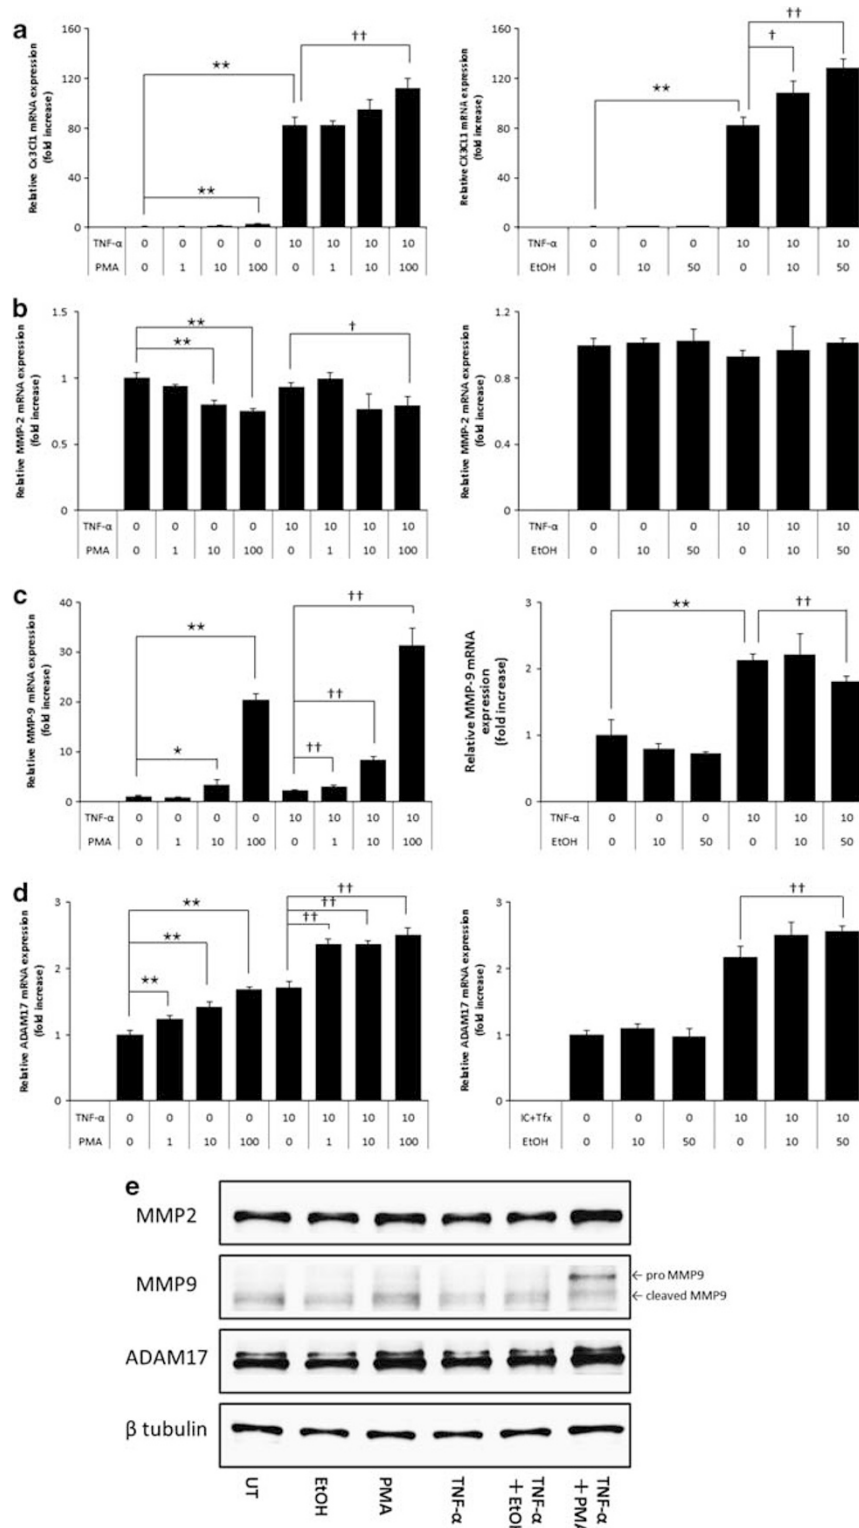 a
Relative Cx3Cl1 mRNA expression
(fold increase)
160
120
80
40
0
**
**
††
TNF-α 0 0 0 0 10 10 10 10
PMA 0 1 10 100 0 1 10 100
Relative CX3CL1 mRNA expression
(fold increase)
160
120
80
40
0
**
†
††
TNF-α 0 0 0 10 10 10
EtOH 0 10 50 0 10 50
b
Relative MMP-2 mRNA expression
(fold increase)
1.5
1
0.5
0
**
**
†
TNF-α 0 0 0 0 10 10 10 10
PMA 0 1 10 100 0 1 10 100
Relative MMP-2 mRNA expression
(fold increase)
1.2
0.8
0.4
0
TNF-α 0 0 0 10 10 10
EtOH 0 10 50 0 10 50
c
Relative MMP-9 mRNA expression
(fold increase)
40
30
20
10
0
**
*
††
††
††
TNF-α 0 0 0 0 10 10 10 10
PMA 0 1 10 100 0 1 10 100
Relative MMP-9 mRNA
expression
(fold increase)
3
2
1
0
**
††
TNF-α 0 0 0 10 10 10
EtOH 0 10 50 0 10 50
d
Relative ADAM17 mRNA expression
(fold increase)
3
2
1
0
**
**
**
††
††
††
TNF-α 0 0 0 0 10 10 10 10
PMA 0 1 10 100 0 1 10 100
Relative ADAM17 mRNA expression
(fold increase)
3
2
1
0
††
IC+Tfx 0 0 0 10 10 10
EtOH 0 10 50 0 10 50
e
MMP2
MMP9
← pro MMP9
← cleaved MMP9
ADAM17
β tubulin
UT
EtOH
PMA
TNF-α
TNF-α
+EtOH
TNF-α
+PMA